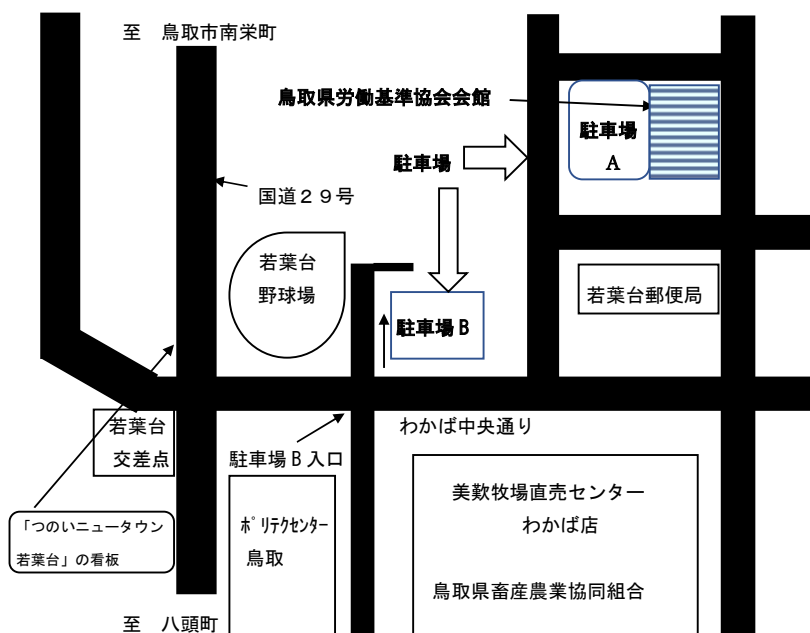 至　鳥取市南栄町
鳥取県労働基準協会会館
駐車場
A
駐車場
国道２９号
若葉台
野球場
若葉台郵便局
駐車場 B
若葉台
交差点
わかば中央通り
駐車場 B 入口
美歎牧場直売センター
わかば店
鳥取県畜産農業協同組合
ﾎﾟﾘﾃｸｾﾝﾀｰ
鳥取
「つのいニュータウン
若葉台」の看板
至　八頭町